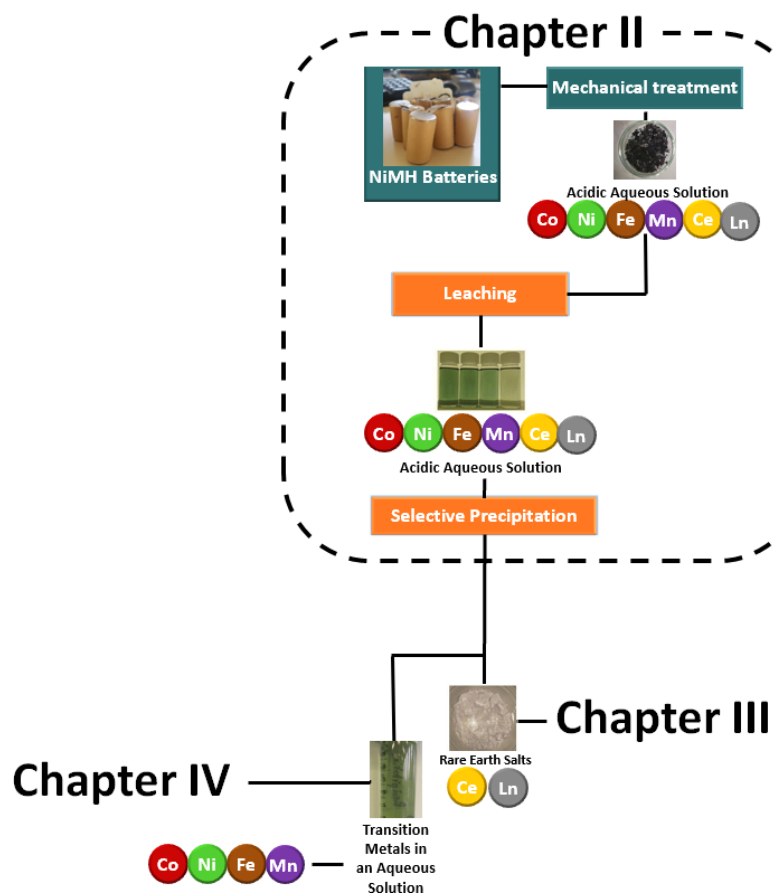 Chapter II
Mechanical treatment
NiMH Batteries
Acidic Aqueous Solution
Co Ni Fe Mn Ce Ln
Leaching
Co Ni Fe Mn Ce Ln
Acidic Aqueous Solution
Selective Precipitation
Chapter III
Rare Earth Salts
Ce Ln
Chapter IV
Transition
Metals in
an Aqueous
Solution
Co Ni Fe Mn